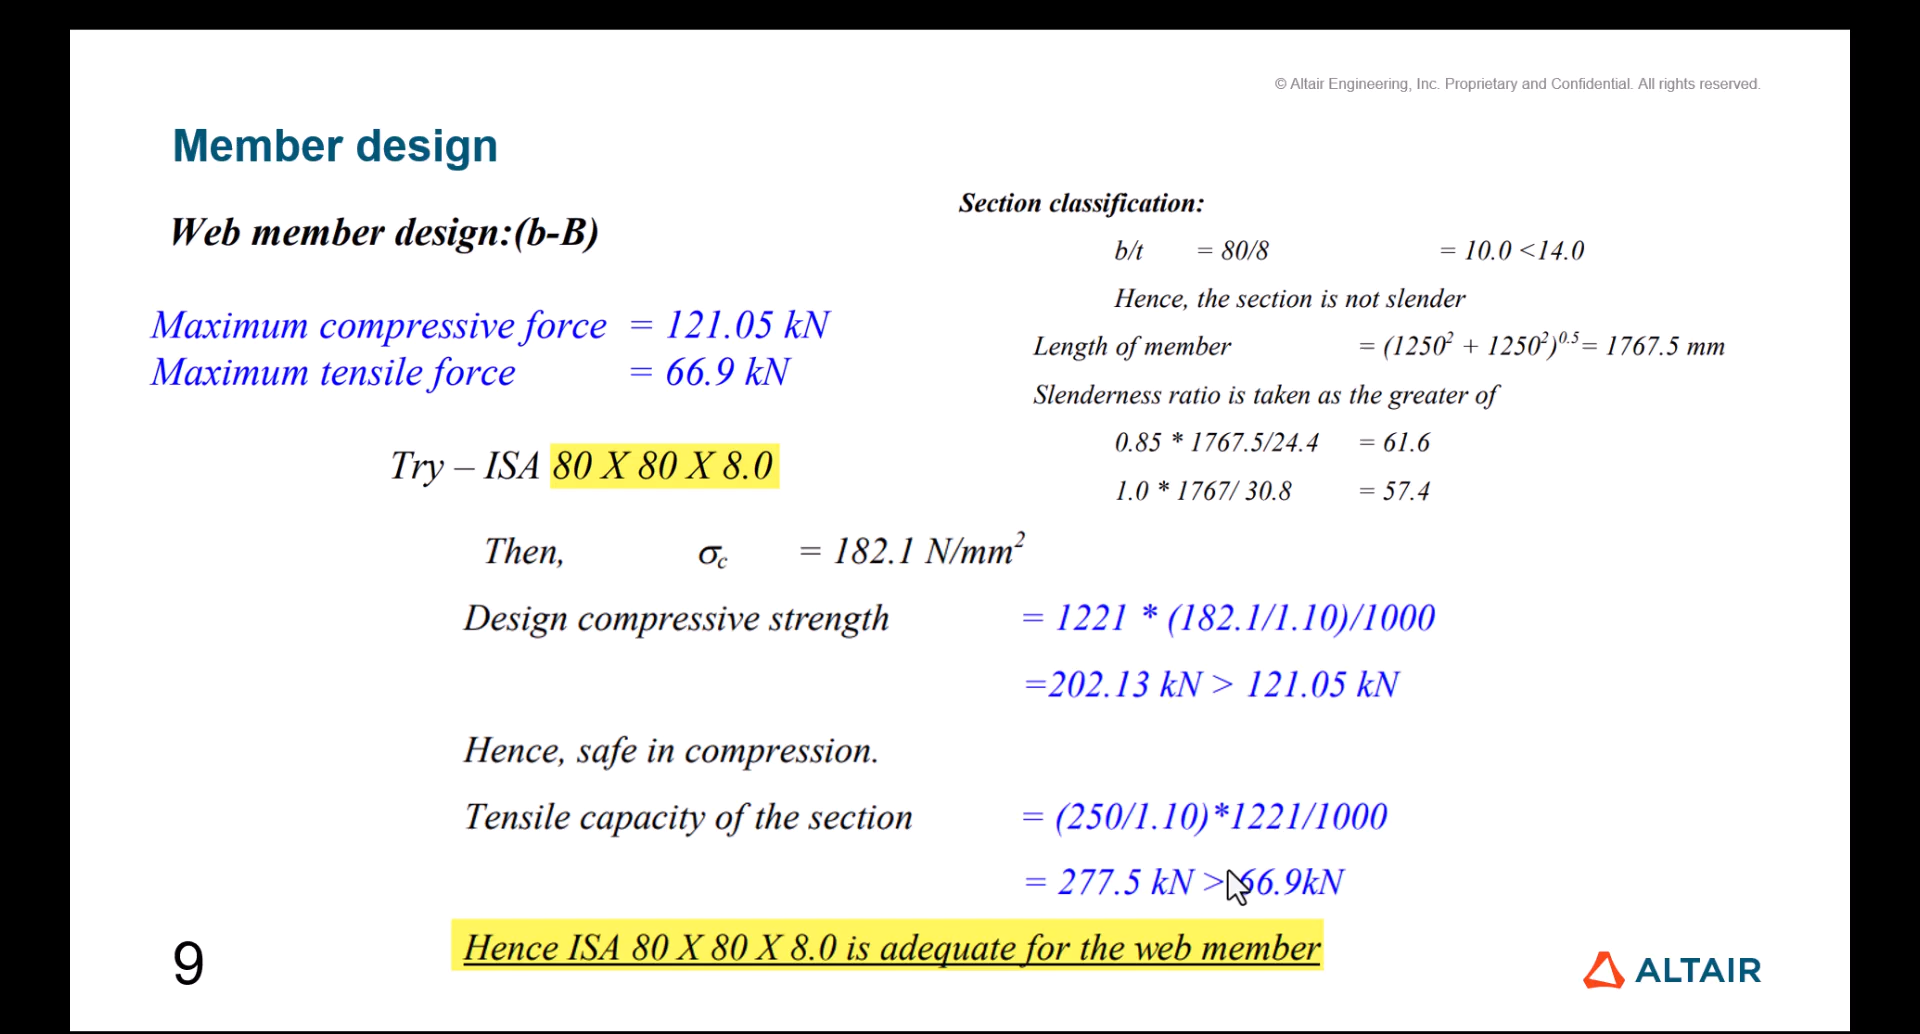 © Altair Engineering, Inc. Proprietary and Confidential. All rights reserved.
Member design
Web member design:(b-B)
Maximum compressive force = 121.05 kN
Maximum tensile force = 66.9 kN
Section classification:
b/t = 80/8 = 10.0 <14.0
Hence, the section is not slender
Length of member = (1250² + 1250²)⁰·⁵= 1767.5 mm
Slenderness ratio is taken as the greater of
0.85 * 1767.5/24.4 = 61.6
1.0 * 1767/ 30.8 = 57.4
Try – ISA 80 X 80 X 8.0
Then, σc = 182.1 N/mm²
Design compressive strength = 1221 * (182.1/1.10)/1000
=202.13 kN > 121.05 kN
Hence, safe in compression.
Tensile capacity of the section = (250/1.10)*1221/1000
= 277.5 kN > 66.9kN
Hence ISA 80 X 80 X 8.0 is adequate for the web member
9
ALTAIR